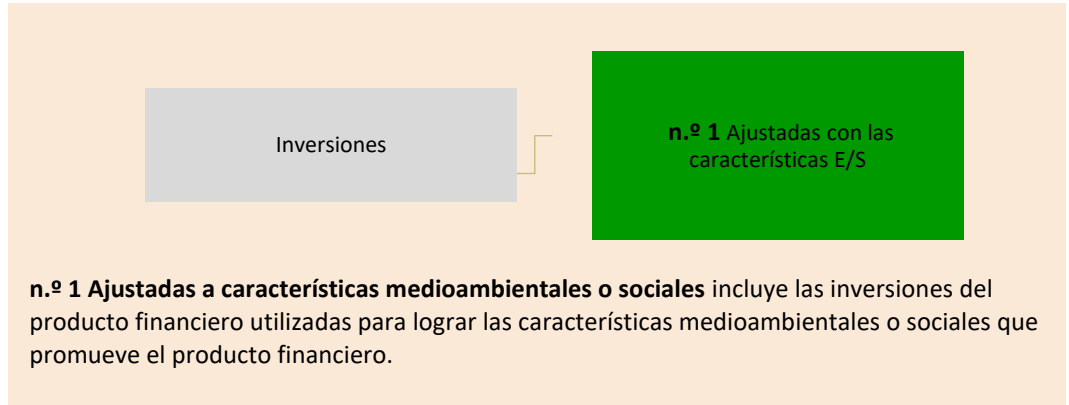 Inversiones
n.º 1 Ajustadas con las
características E/S
n.º 1 Ajustadas a características medioambientales o sociales incluye las inversiones del
producto financiero utilizadas para lograr las características medioambientales o sociales que
promueve el producto financiero.